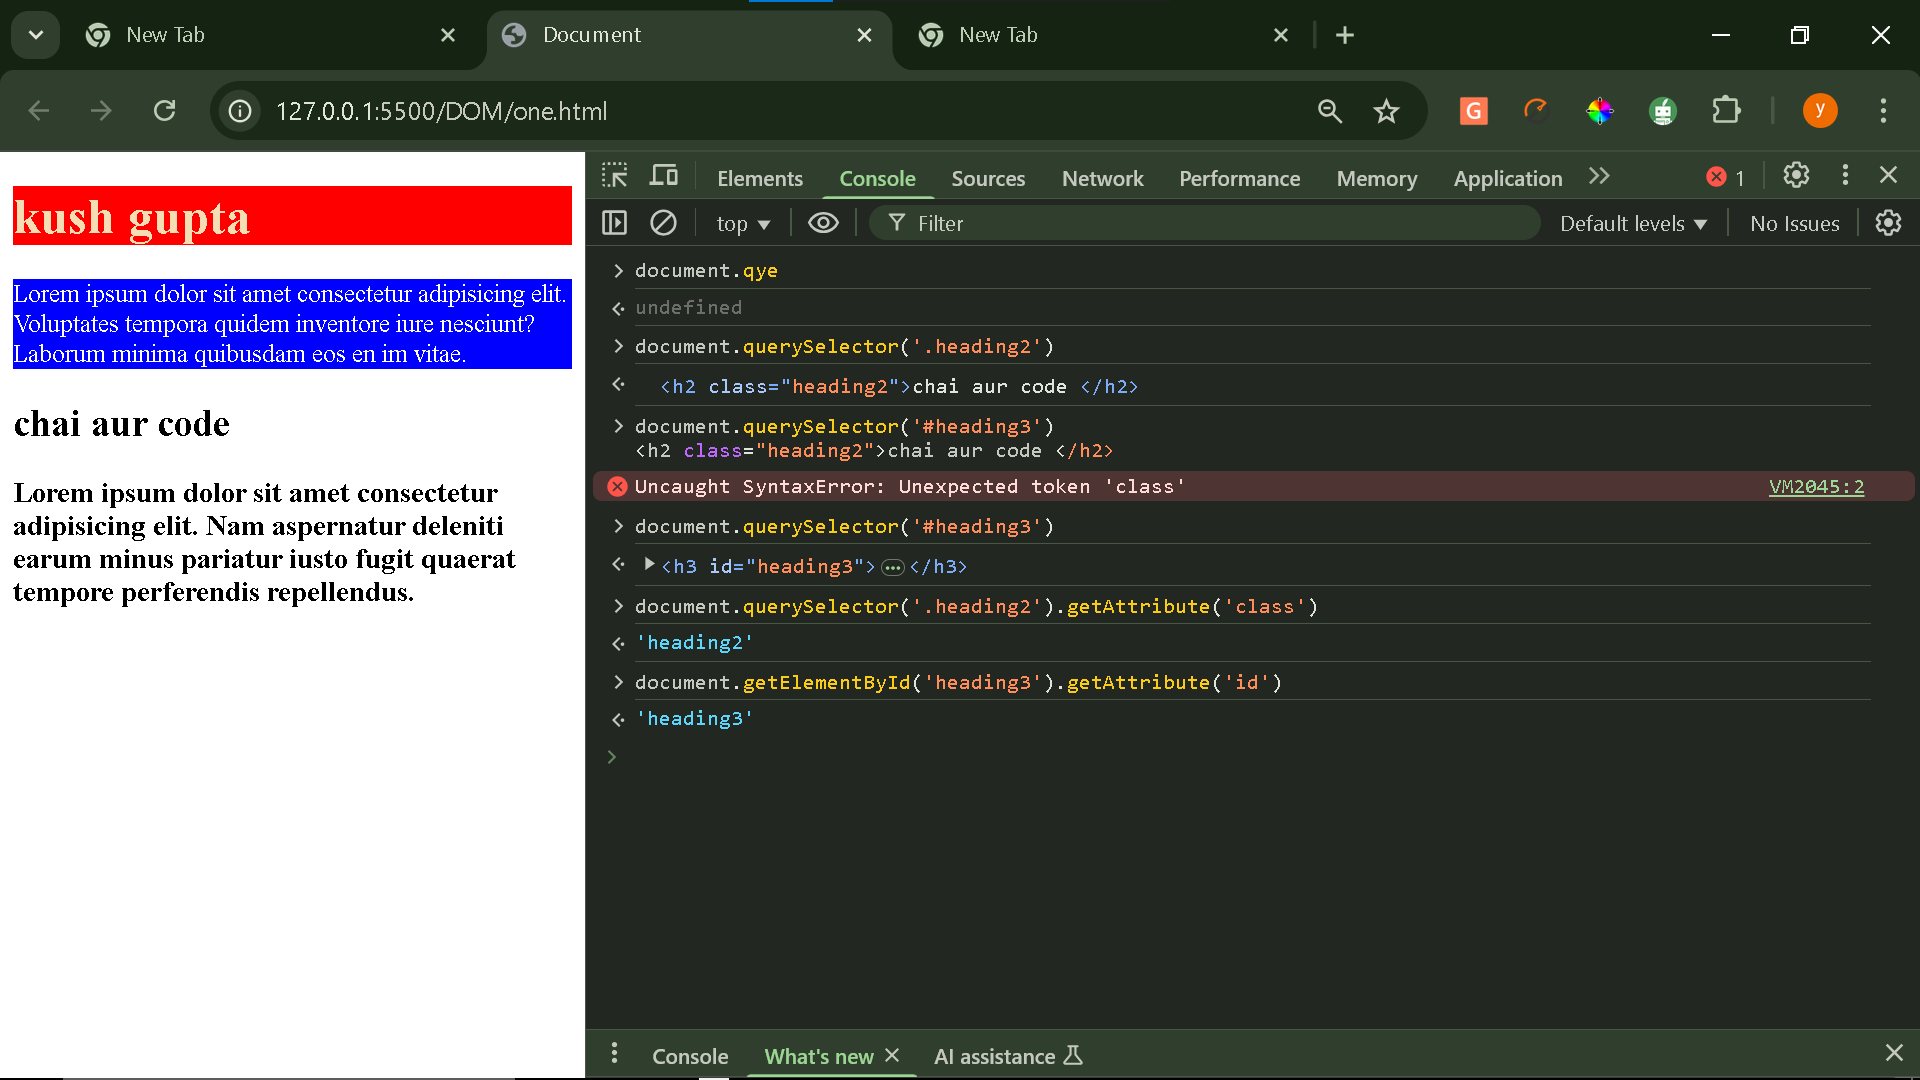 New Tab
Document
New Tab
127.0.0.1:5500/DOM/one.html
G
y
Elements
Console
Sources
Network
Performance
Memory
Application
1
top
Filter
Default levels
No Issues
kush gupta
Lorem ipsum dolor sit amet consectetur adipisicing elit.
Voluptates tempora quidem inventore iure nesciunt?
Laborum minima quibusdam eos en im vitae.
chai aur code
Lorem ipsum dolor sit amet consectetur
adipisicing elit. Nam aspernatur deleniti
earum minus pariatur iusto fugit quaerat
tempore perferendis repellendus.
document.qye
undefined
document.querySelector('.heading2')
<h2 class="heading2">chai aur code </h2>
document.querySelector('#heading3')
<h2 class="heading2">chai aur code </h2>
Uncaught SyntaxError: Unexpected token 'class' VM2045:2
document.querySelector('#heading3')
<h3 id="heading3">…</h3>
document.querySelector('.heading2').getAttribute('class')
'heading2'
document.getElementById('heading3').getAttribute('id')
'heading3'
Console
What's new
AI assistance